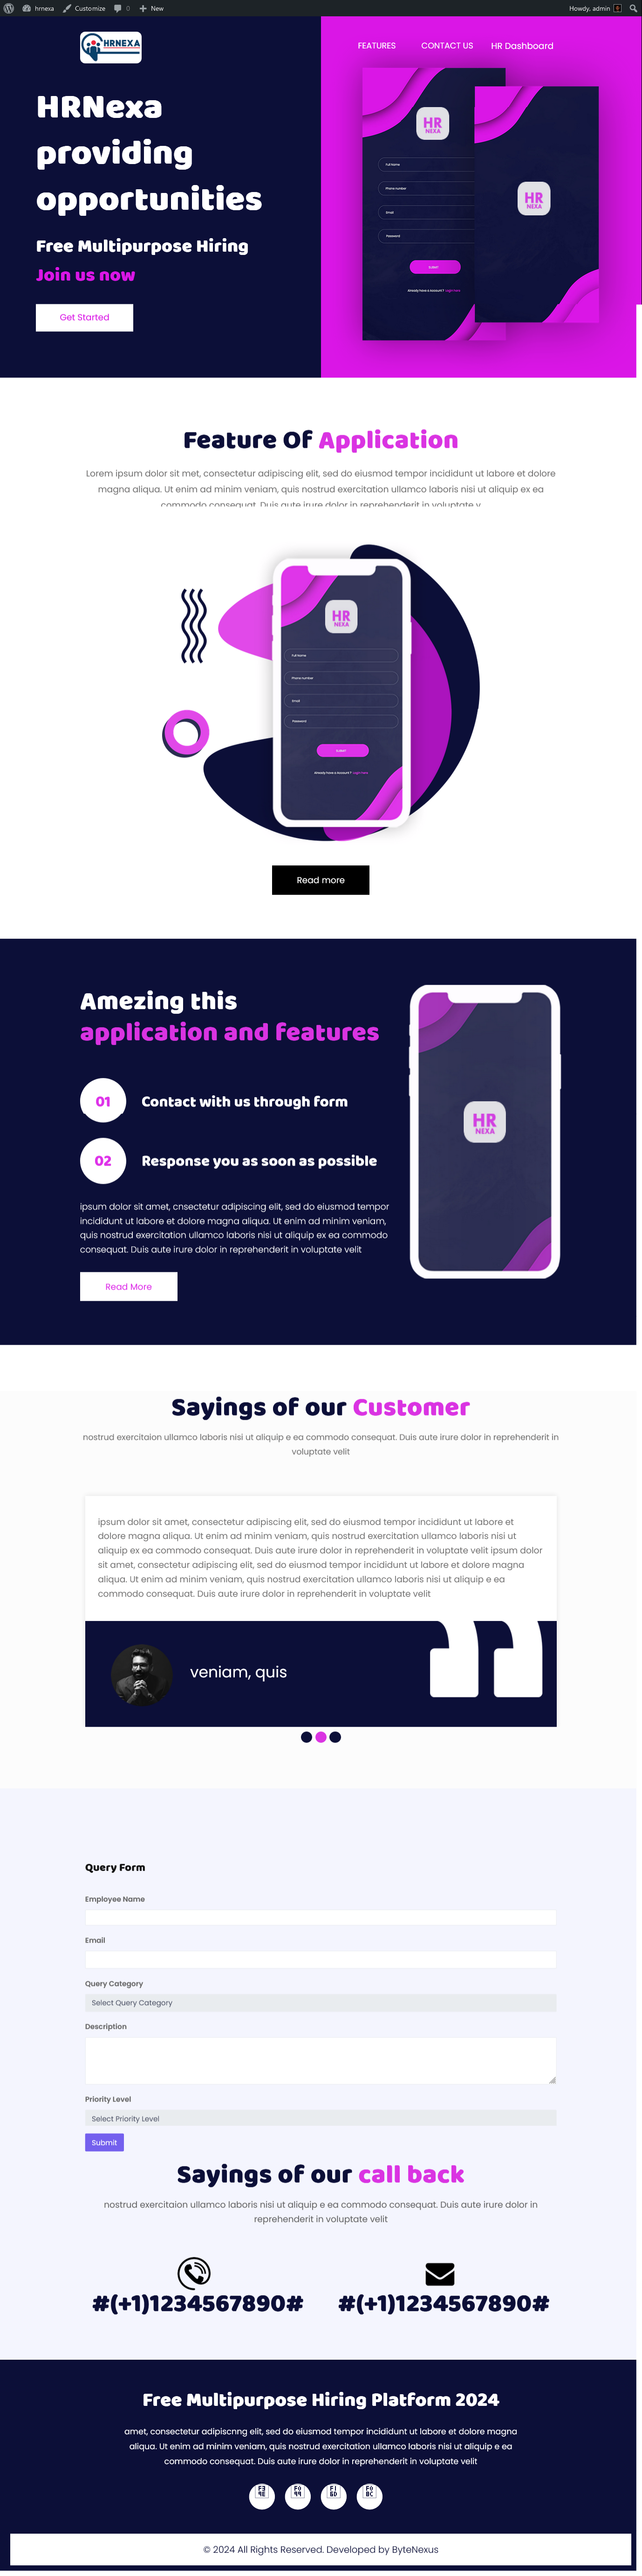 hrnexa Customize 0 New Howdy, admin
HRNEXA
FEATURES CONTACT US HR Dashboard
HRNexa
providing
opportunities
Free Multipurpose Hiring
Join us now
Get Started
HR
NEXA
Full Name
Phone number
Email
Password
SUBMIT
Already Have a Account ? Login here
HR
NEXA
Feature Of Application
Lorem ipsum dolor sit met, consectetur adipiscing elit, sed do eiusmod tempor incididunt ut labore et dolore
magna aliqua. Ut enim ad minim veniam, quis nostrud exercitation ullamco laboris nisi ut aliquip ex ea
commodo consequat. Duis aute irure dolor in reprehenderit in voluptate v
HR
NEXA
Full Name
Phone number
Email
Password
SUBMIT
Already Have a Account ? Login here
Read more
Amezing this
application and features
01 Contact with us through form
02 Response you as soon as possible
ipsum dolor sit amet, cnsectetur adipiscing elit, sed do eiusmod tempor
incididunt ut labore et dolore magna aliqua. Ut enim ad minim veniam,
quis nostrud exercitation ullamco laboris nisi ut aliquip ex ea commodo
consequat. Duis aute irure dolor in reprehenderit in voluptate velit
Read More
HR
NEXA
Sayings of our Customer
nostrud exercitaion ullamco laboris nisi ut aliquip e ea commodo consequat. Duis aute irure dolor in reprehenderit in
voluptate velit
ipsum dolor sit amet, consectetur adipiscing elit, sed do eiusmod tempor incididunt ut labore et
dolore magna aliqua. Ut enim ad minim veniam, quis nostrud exercitation ullamco laboris nisi ut
aliquip ex ea commodo consequat. Duis aute irure dolor in reprehenderit in voluptate velit ipsum dolor
sit amet, consectetur adipiscing elit, sed do eiusmod tempor incididunt ut labore et dolore magna
aliqua. Ut enim ad minim veniam, quis nostrud exercitation ullamco laboris nisi ut aliquip e ea
commodo consequat. Duis aute irure dolor in reprehenderit in voluptate velit
veniam, quis
Query Form
Employee Name
Email
Query Category
Select Query Category
Description
Priority Level
Select Priority Level
Submit
Sayings of our call back
nostrud exercitaion ullamco laboris nisi ut aliquip e ea commodo consequat. Duis aute irure dolor in
reprehenderit in voluptate velit
#(+1)1234567890# #(+1)1234567890#
Free Multipurpose Hiring Platform 2024
amet, consectetur adipiscnng elit, sed do eiusmod tempor incididunt ut labore et dolore magna
aliqua. Ut enim ad minim veniam, quis nostrud exercitation ullamco laboris nisi ut aliquip e ea
commodo consequat. Duis aute irure dolor in reprehenderit in voluptate velit
© 2024 All Rights Reserved. Developed by ByteNexus